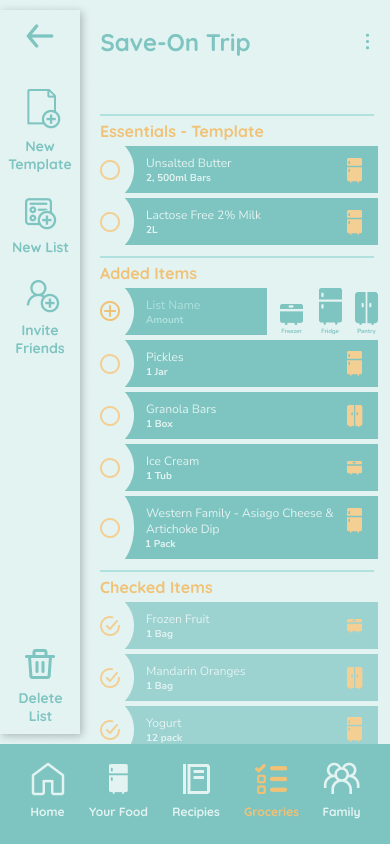 Save-On Trip
New
Template
New List
Invite
Friends
Delete
List
Essentials - Template
Unsalted Butter
2, 500ml Bars
Lactose Free 2% Milk
2L
Added Items
List Name
Amount
Freezer
Fridge
Pantry
Pickles
1 Jar
Granola Bars
1 Box
Ice Cream
1 Tub
Western Family - Asiago Cheese &
Artichoke Dip
1 Pack
Checked Items
Frozen Fruit
1 Bag
Mandarin Oranges
1 Bag
Yogurt
12 pack
Home
Your Food
Recipies
Groceries
Family